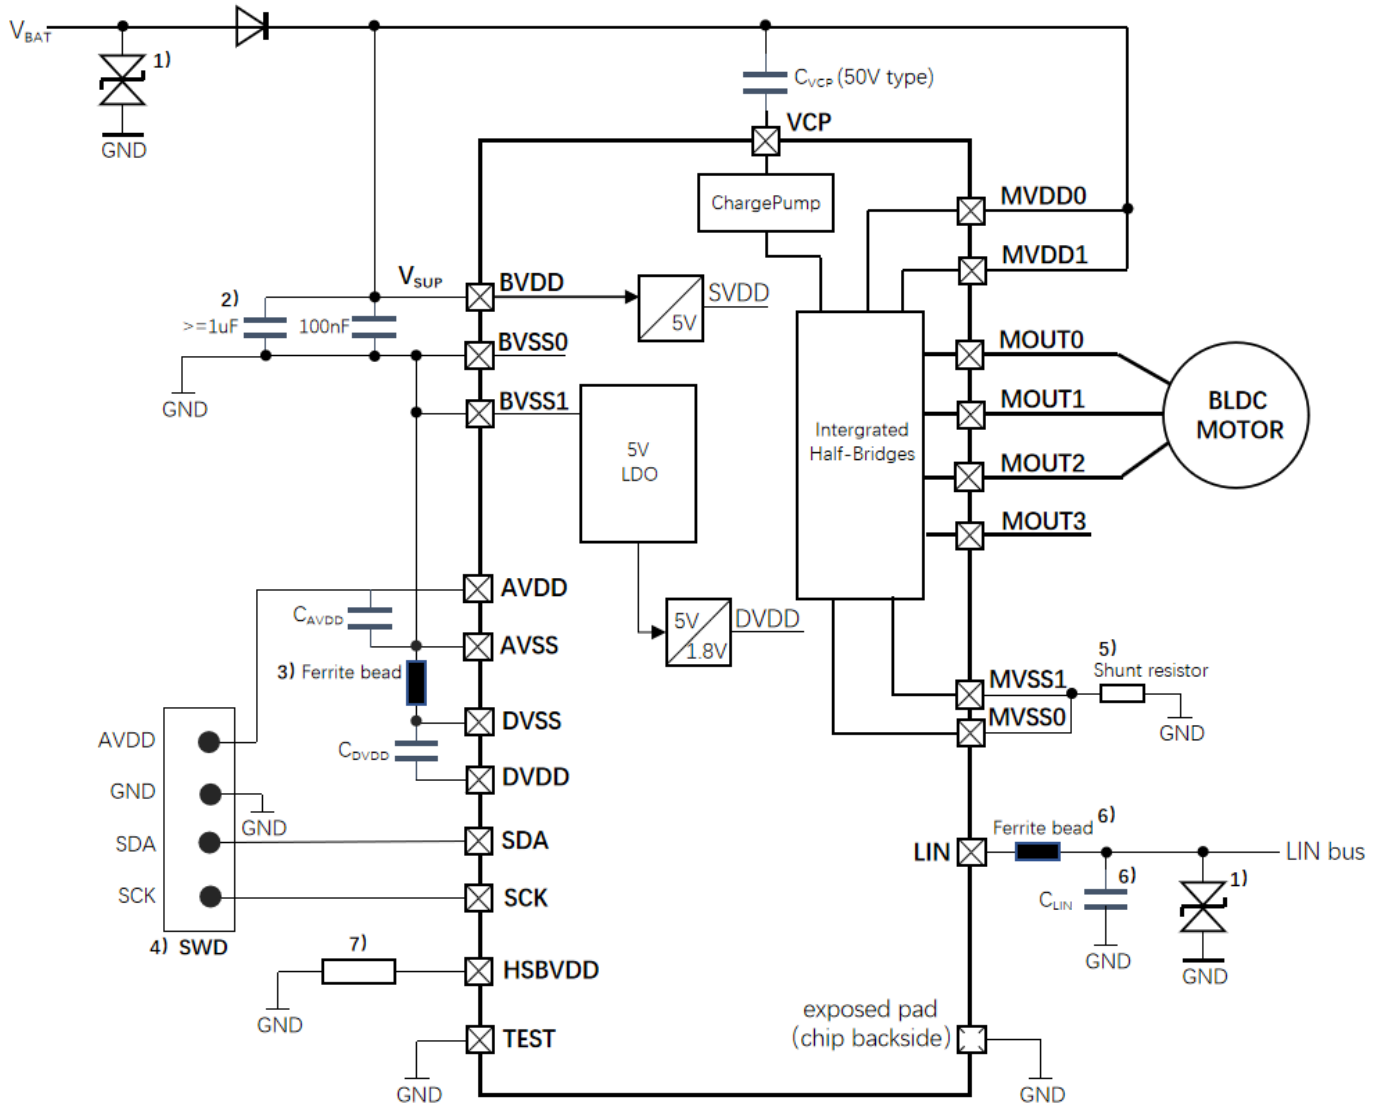 VBAT
1)
GND
CVCP (50V type)
VCP
ChargePump
MVDD0
MVDD1
VSUP
BVDD
SVDD
5V
2)
>=1uF
100nF
BVSS0
GND
BVSS1
5V
LDO
Intergrated
Half-Bridges
MOUT0
MOUT1
MOUT2
MOUT3
BLDC
MOTOR
AVDD
CAVDD
AVSS
5V
1.8V
DVDD
3) Ferrite bead
DVSS
CDVDD
DVDD
5)
Shunt resistor
MVSS1
MVSS0
GND
AVDD
GND
GND
SDA
SDA
SCK
SCK
4) SWD
LIN
Ferrite bead 6)
LIN bus
6)
CLIN
1)
GND
GND
7)
HSBVDD
GND
TEST
GND
exposed pad
(chip backside)
GND